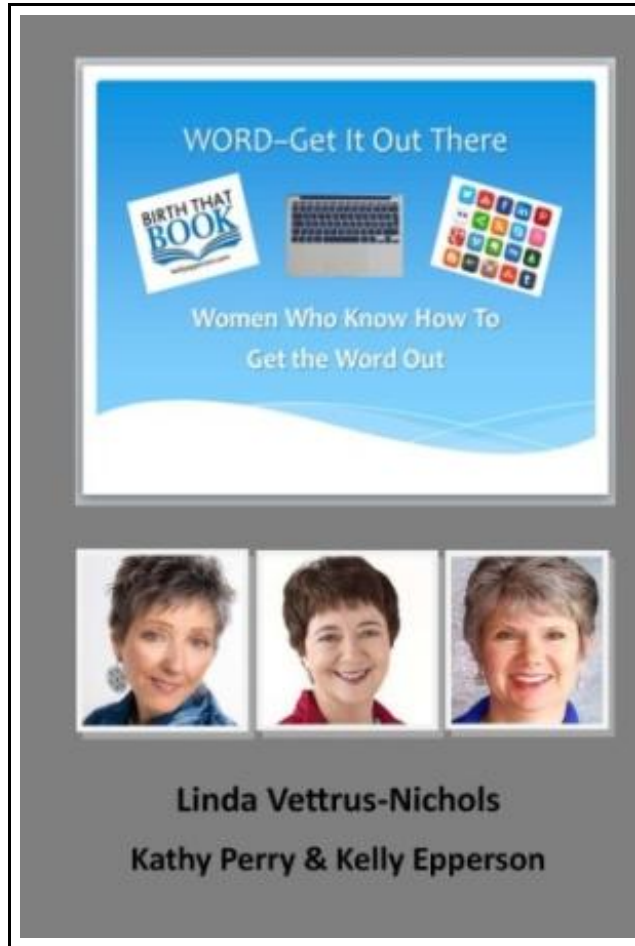 WORD–Get It Out There
BIRTH THAT
BOOK
Women Who Know How To
Get the Word Out
Linda Vettrus-Nichols
Kathy Perry & Kelly Epperson